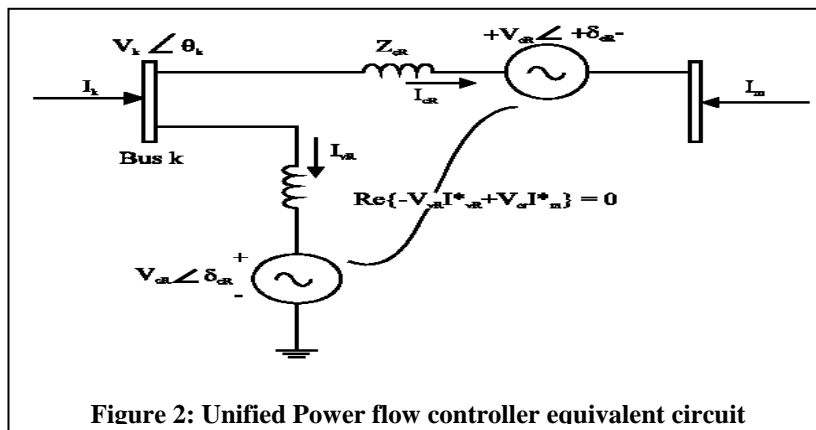 V_k ∠ θ_k
Z_cR
+V_cR∠ +δ_cR-
I_k
I_cR
I_m
Bus k
I_vR
Re{-V_vR I*_vR+V_cr I*_m} = 0
V_cR∠ δ_cR
+
-
Figure 2: Unified Power flow controller equivalent circuit